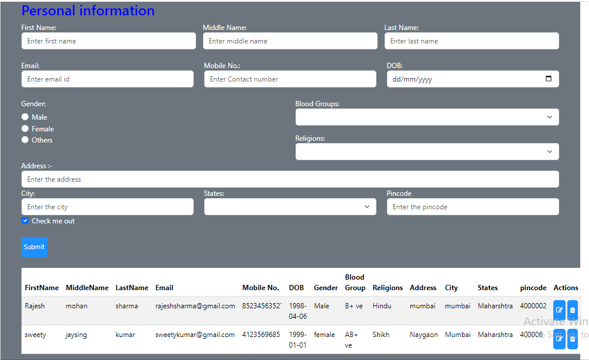 Personal information
First Name: Middle Name: Last Name:
Enter first name Enter middle name Enter last name
Email: Mobile No.: DOB:
Enter email id Enter Contact number dd/mm/yyyy
Gender: Blood Groups:
Male
Female
Others Religions:
Address :-
Enter the address
City: States: Pincode
Enter the city Enter the pincode
Check me out
Submit
FirstName MiddleName LastName Email Mobile No. DOB Gender Blood Group Religions Address city States pincode Actions
Rajesh mohan sharma rajeshsharma@gmail.com 8523456352' 1998-04-06 Male B+ ve Hindu mumbai mumbai Maharshtra 4000002
sweety jaysing kumar sweetykumar@gmail.com 4123569685 1999-01-01 female AB+ ve Shikh Naygaon Mumbai Maharshtra 400006
Activate Win
to